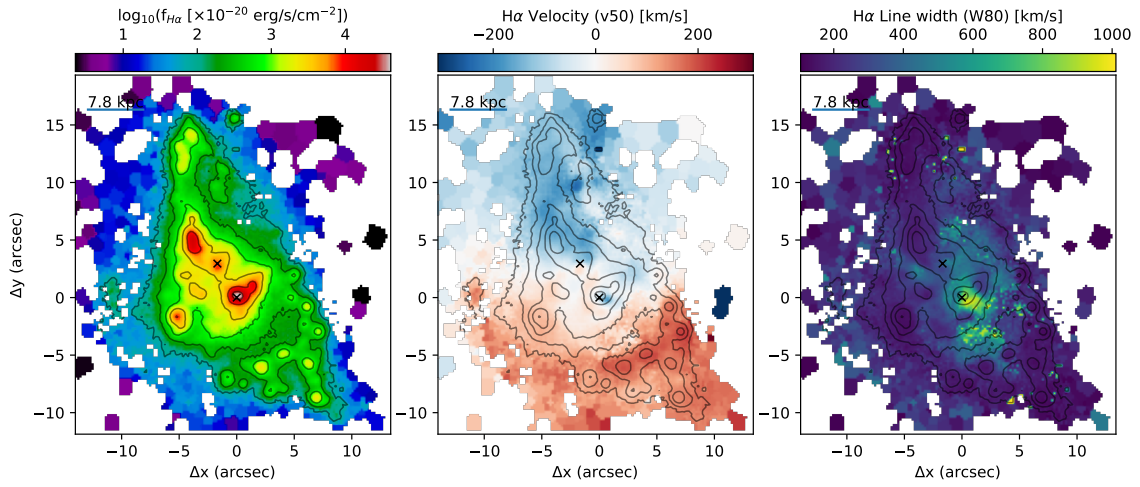 log₁₀(f_Hα [×10⁻²⁰ erg/s/cm⁻²])
1 2 3 4
7.8 kpc
15
10
5
0
−5
−10
Δy (arcsec)
−10 −5 0 5 10
Δx (arcsec)
Hα Velocity (v50) [km/s]
−200 0 200
7.8 kpc
−10 −5 0 5 10
Δx (arcsec)
Hα Line width (W80) [km/s]
200 400 600 800 1000
7.8 kpc
−10 −5 0 5 10
Δx (arcsec)